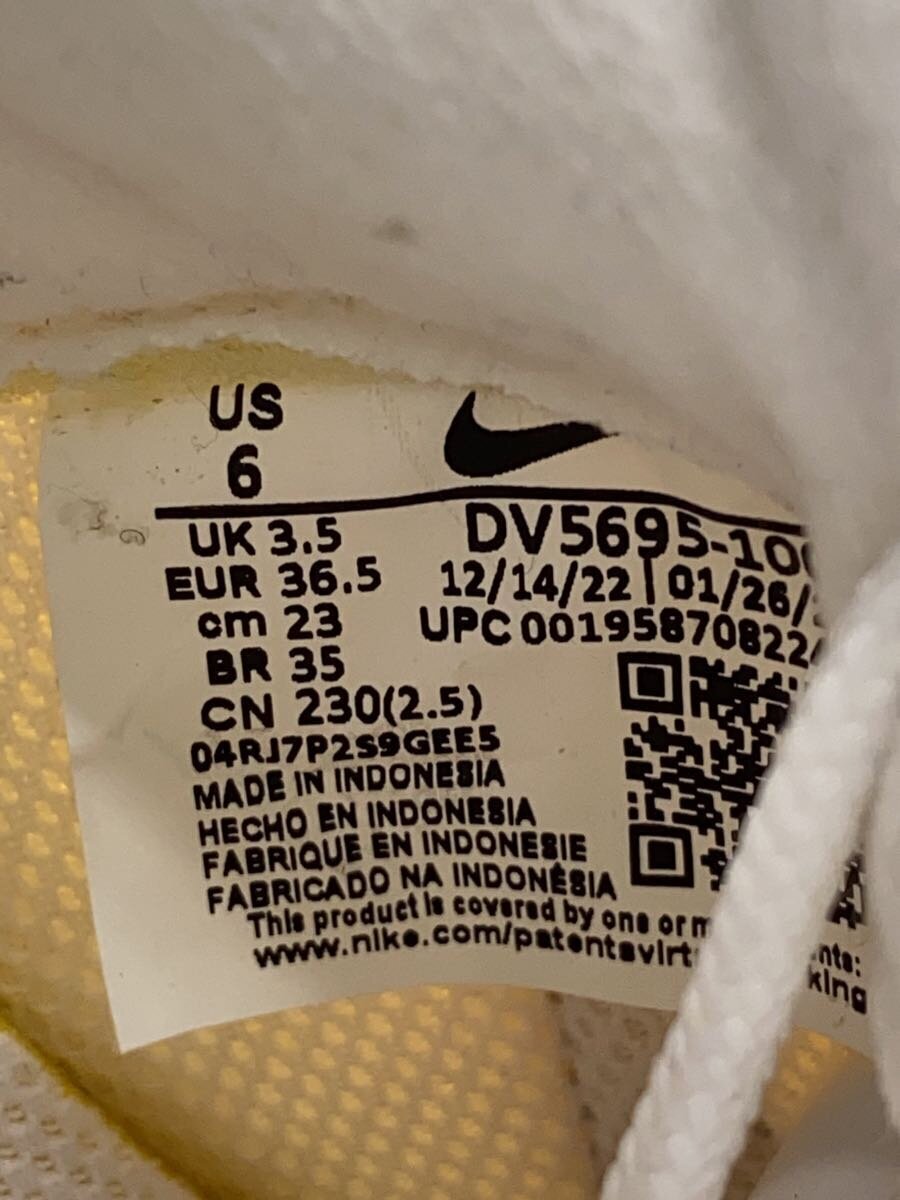 US
6
UK 3.5
EUR 36.5
cm 23
BR 35
CN 230(2.5)
04RJ7P2S9GEE5
DV5695-10
12/14/22 | 01/26/
UPC 00195870822
MADE IN INDONESIA
HECHO EN INDONESIA
FABRIQUE EN INDONESIE
FABRICADO NA INDONÉSIA
This product is covered by one or m nts:
www.nike.com/patentsvirt king